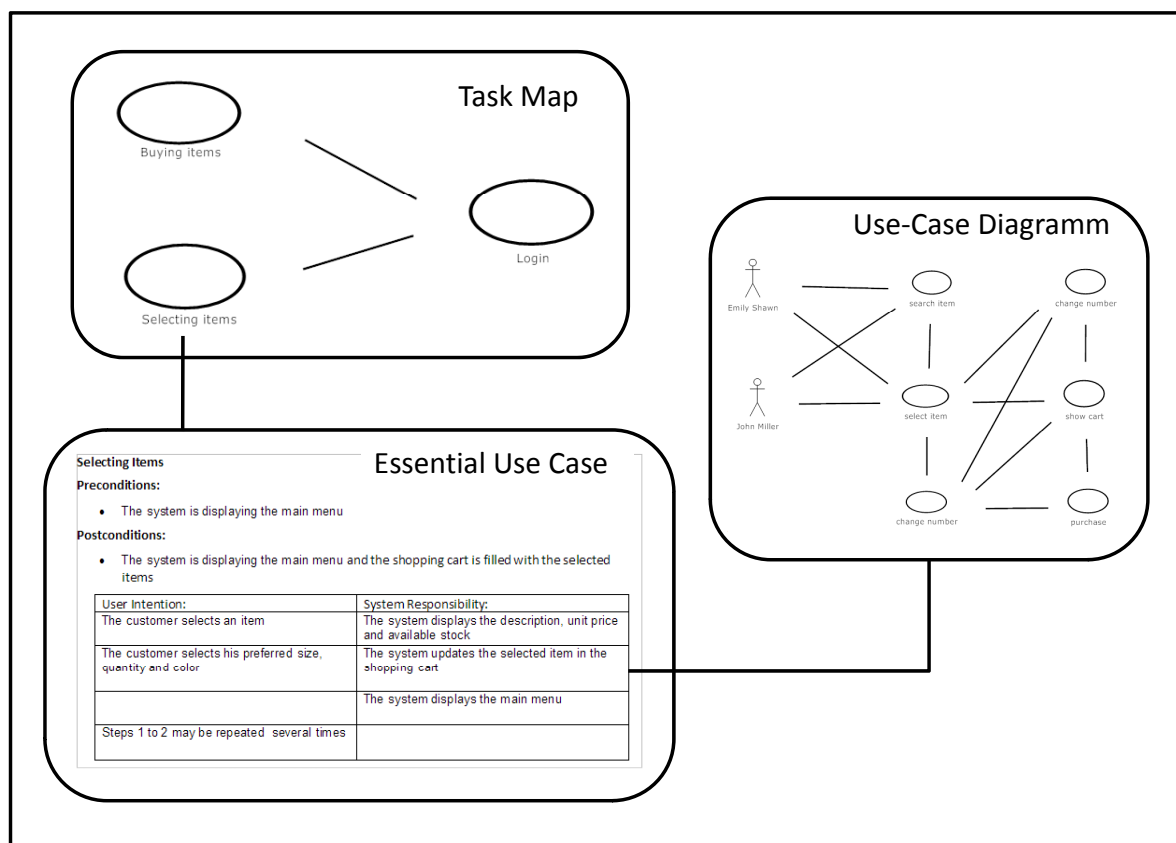 Task Map
Buying items
Login
Selecting items
Use-Case Diagramm
Emily Shawn
search item
change number
John Miller
select item
show cart
change number
purchase
Essential Use Case
Selecting Items
Preconditions:
• The system is displaying the main menu
Postconditions:
• The system is displaying the main menu and the shopping cart is filled with the selected
items
User Intention:
System Responsibility:
The customer selects an item
The system displays the description, unit price
and available stock
The customer selects his preferred size,
quantity and color
The system updates the selected item in the
shopping cart
The system displays the main menu
Steps 1 to 2 may be repeated several times